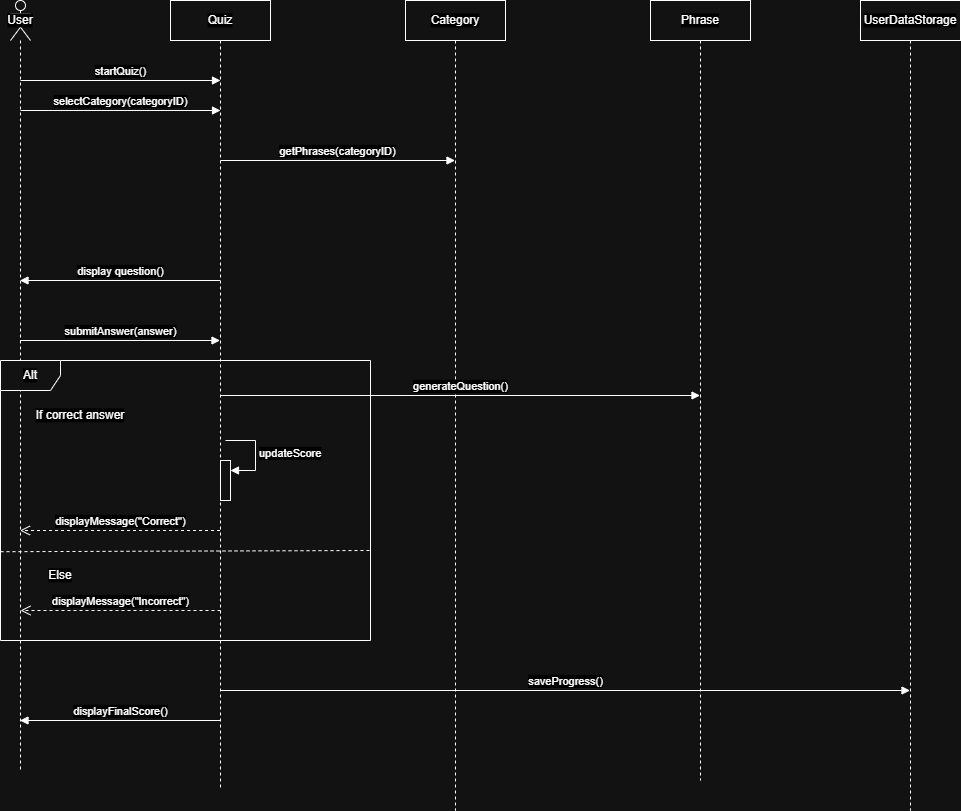 User
Quiz
Category
Phrase
UserDataStorage
startQuiz()
selectCategory(categoryID)
getPhrases(categoryID)
display question()
submitAnswer(answer)
Alt
generateQuestion()
If correct answer
updateScore
displayMessage("Correct")
Else
displayMessage("Incorrect")
saveProgress()
displayFinalScore()